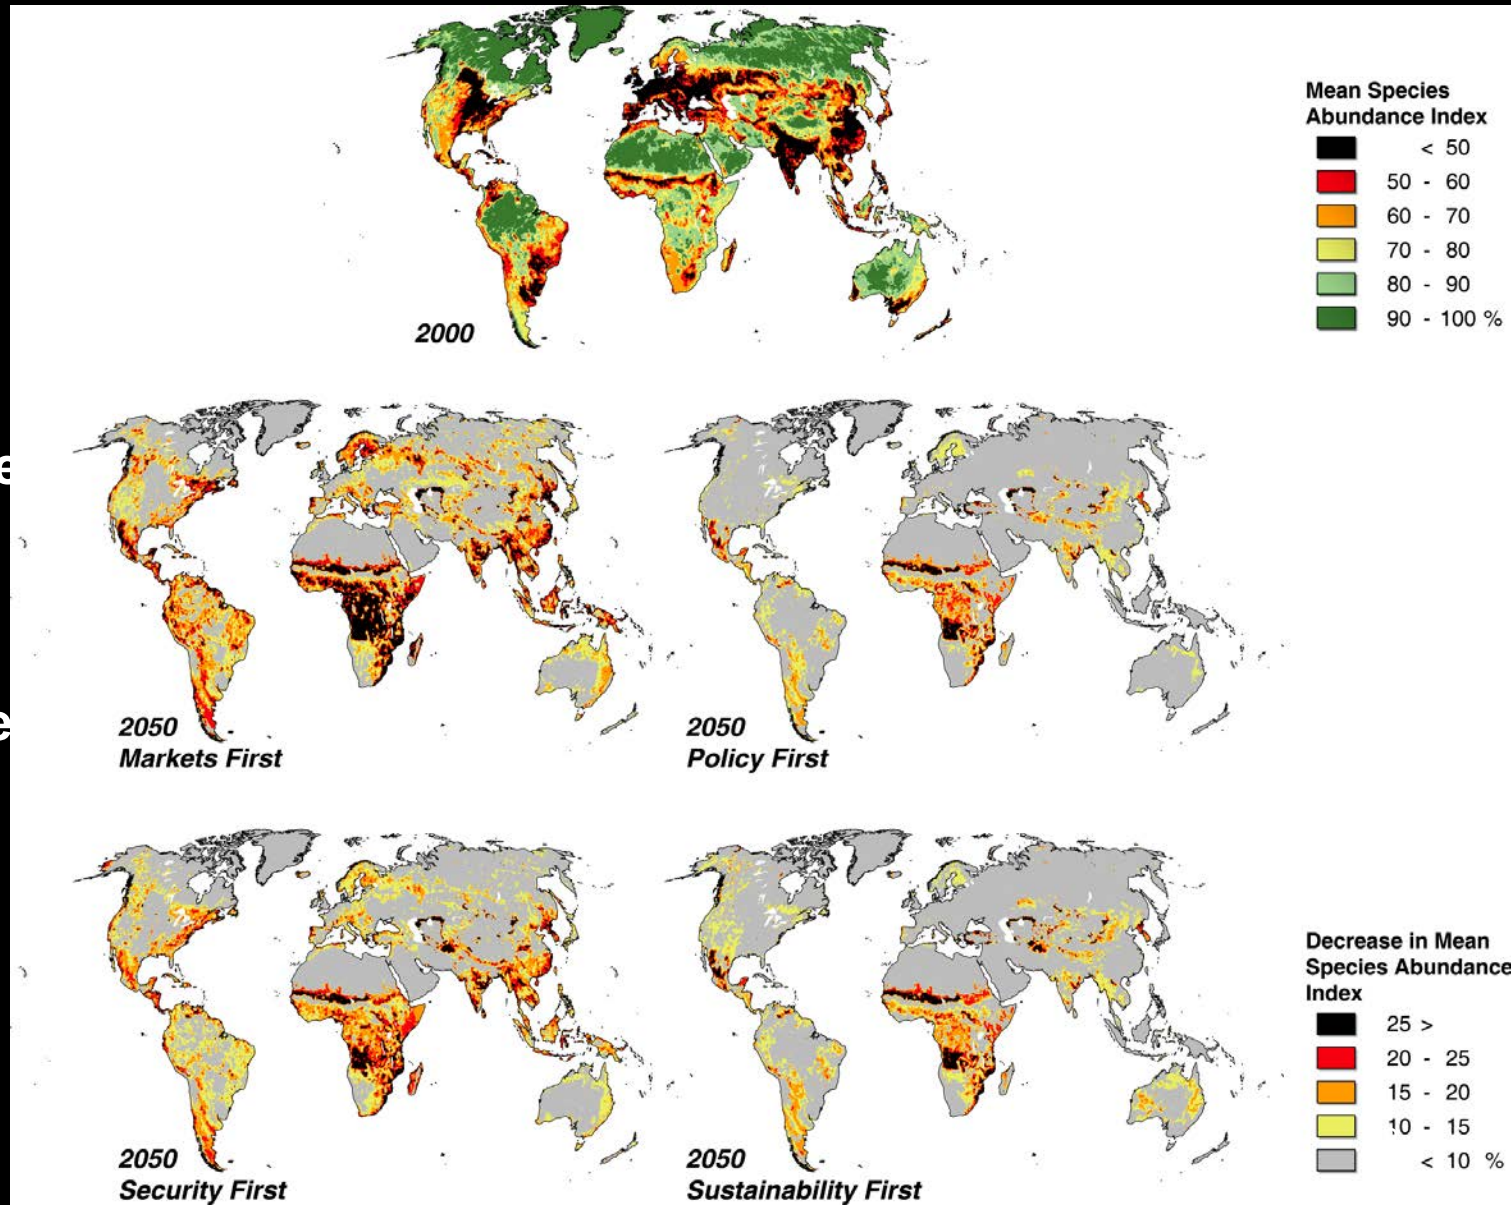 Mean Species
Abundance Index
< 50
50 - 60
60 - 70
70 - 80
80 - 90
90 - 100 %
2000
e
2050
Markets First
2050
Policy First
e
2050
Security First
2050
Sustainability First
Decrease in Mean
Species Abundance
Index
25 >
20 - 25
15 - 20
10 - 15
< 10 %